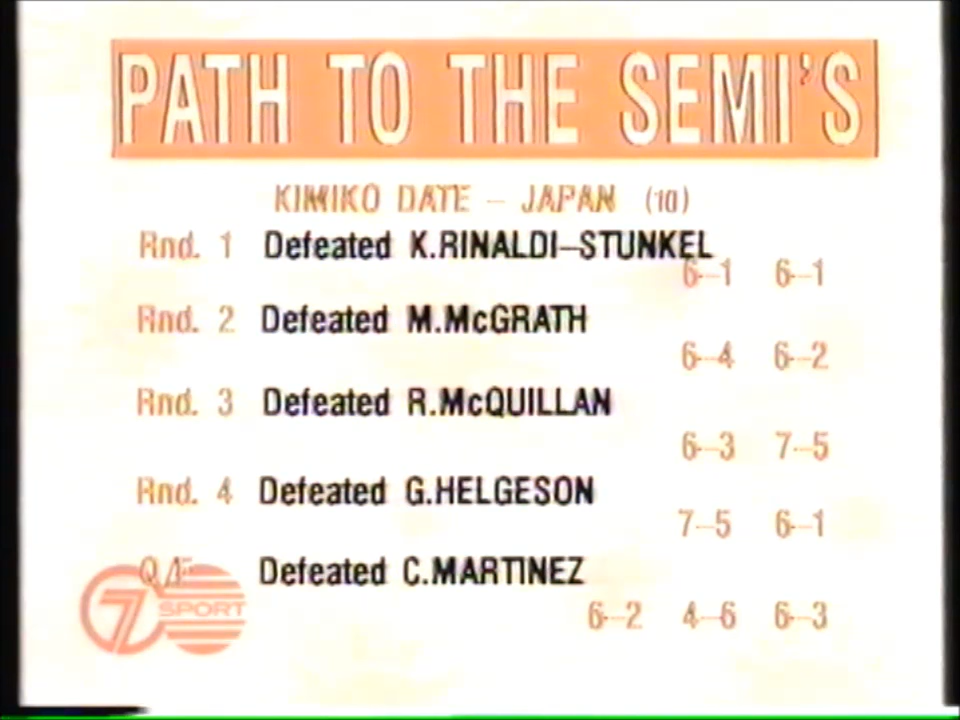 PATH TO THE SEMI'S
KIMIKO DATE – JAPAN (10)
Rnd. 1 Defeated K.RINALDI–STUNKEL
6–1 6–1
Rnd. 2 Defeated M.McGRATH
6–4 6–2
Rnd. 3 Defeated R.McQUILLAN
6–3 7–5
Rnd. 4 Defeated G.HELGESON
7–5 6–1
Q/F Defeated C.MARTINEZ
6–2 4–6 6–3
7 SPORT